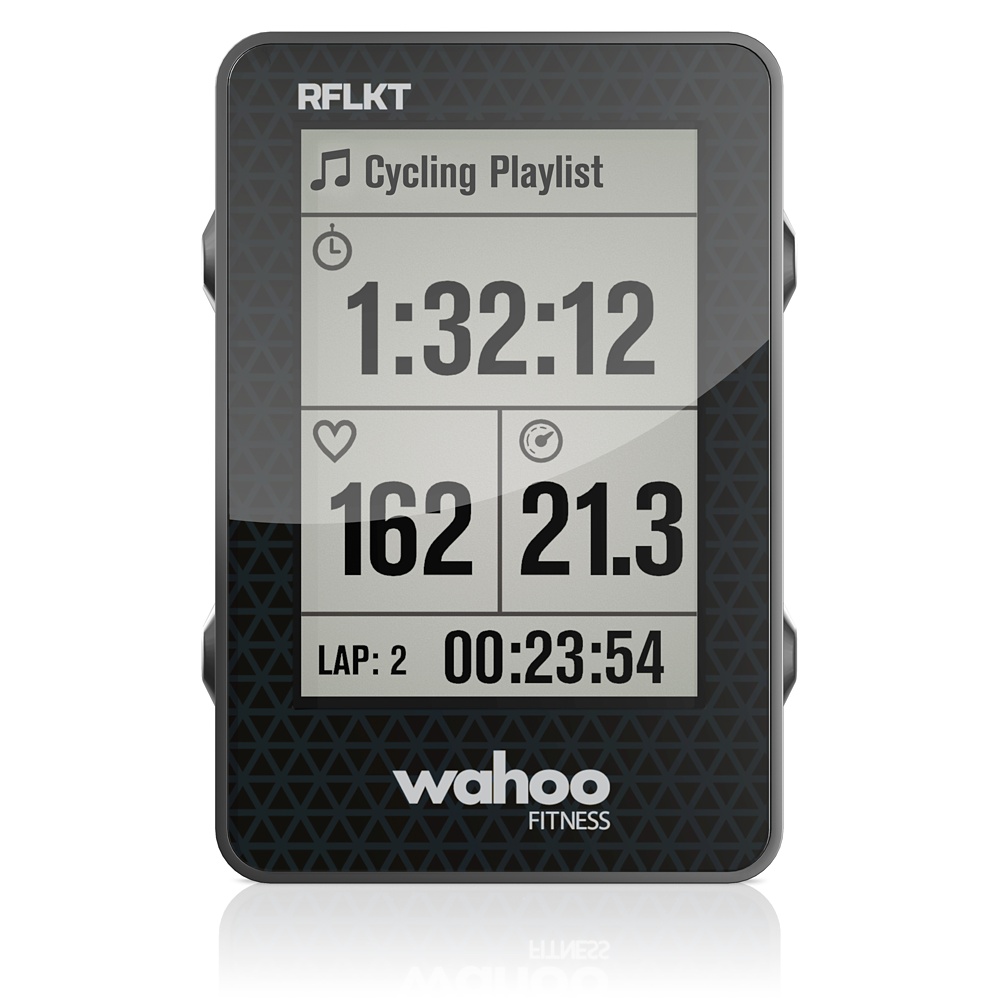 RFLKT
Cycling Playlist
1:32:12
162 21.3
LAP: 2 00:23:54
wahoo
FITNESS